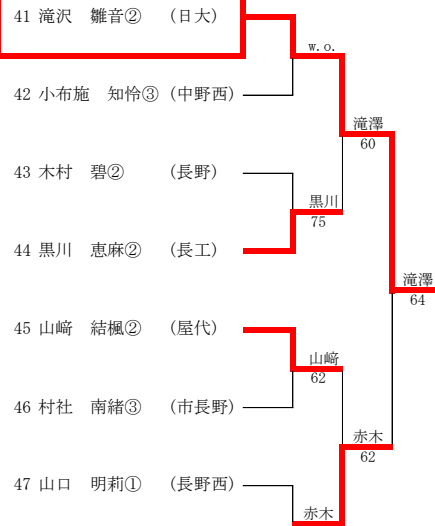 41 滝沢　雛音②　（日大）
w.o.
42 小布施　知怜③（中野西）
滝澤
60
43 木村　碧②　　（長野）
黒川
75
44 黒川　恵麻②　（長工）
滝澤
64
45 山﨑　結楓②　（屋代）
山﨑
62
46 村社　南緒③　（市長野）
赤木
62
47 山口　明莉①　（長野西）
赤木